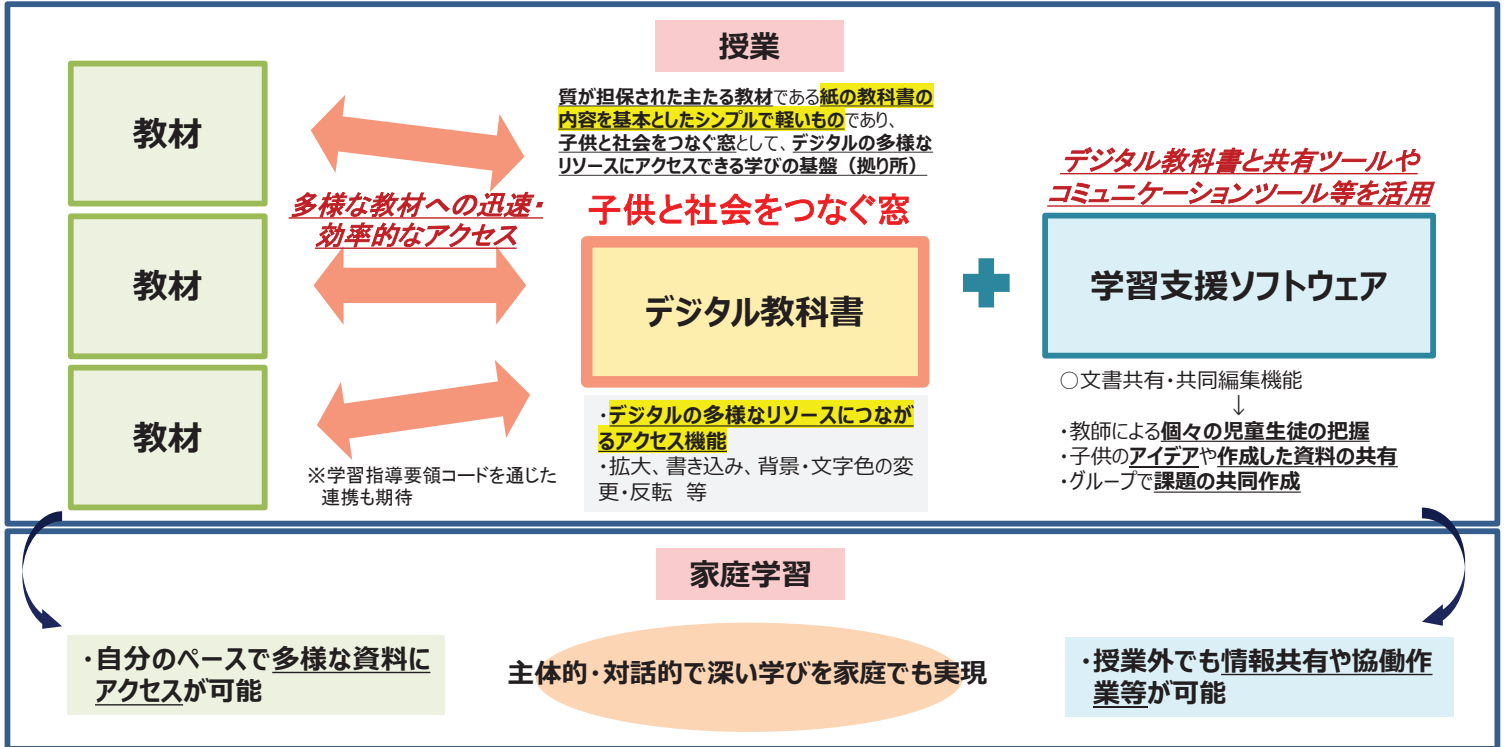 授業
質が担保された主たる教材である紙の教科書の
内容を基本としたシンプルで軽いものであり、
子供と社会をつなぐ窓として、デジタルの多様な
リソースにアクセスできる学びの基盤（拠り所）
教材
教材
教材
多様な教材への迅速・
効率的なアクセス
※学習指導要領コードを通じた
連携も期待
子供と社会をつなぐ窓
デジタル教科書
・デジタルの多様なリソースにつなが
るアクセス機能
・拡大、書き込み、背景・文字色の変
更・反転　等
デジタル教科書と共有ツールや
コミュニケーションツール等を活用
学習支援ソフトウェア
○文書共有・共同編集機能
↓
・教師による個々の児童生徒の把握
・子供のアイデアや作成した資料の共有
・グループで課題の共同作成
家庭学習
・自分のペースで多様な資料に
アクセスが可能
主体的・対話的で深い学びを家庭でも実現
・授業外でも情報共有や協働作
業等が可能